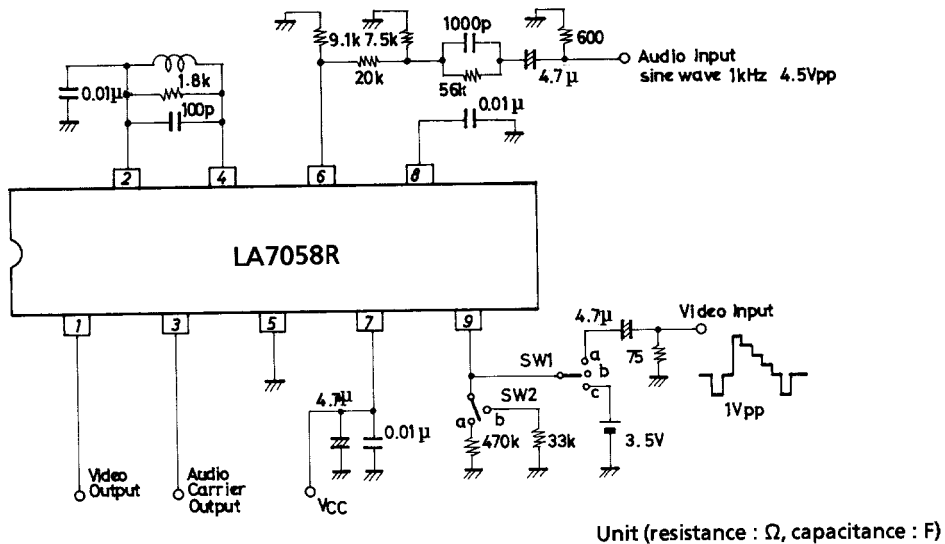 9.1k 7.5k
1000p
600
20k
56k
4.7μ
Audio Input
sine wave 1kHz 4.5Vpp
0.01μ
1.8k
100p
0.01μ
2
4
6
8
LA7058R
1
3
5
7
9
4.7μ
Video Input
75
SW1
a
b
c
SW2
a
b
470k
33k
3.5V
1Vpp
4.7μ
0.01μ
Video
Output
Audio
Carrier
Output
VCC
Unit (resistance : Ω, capacitance : F)